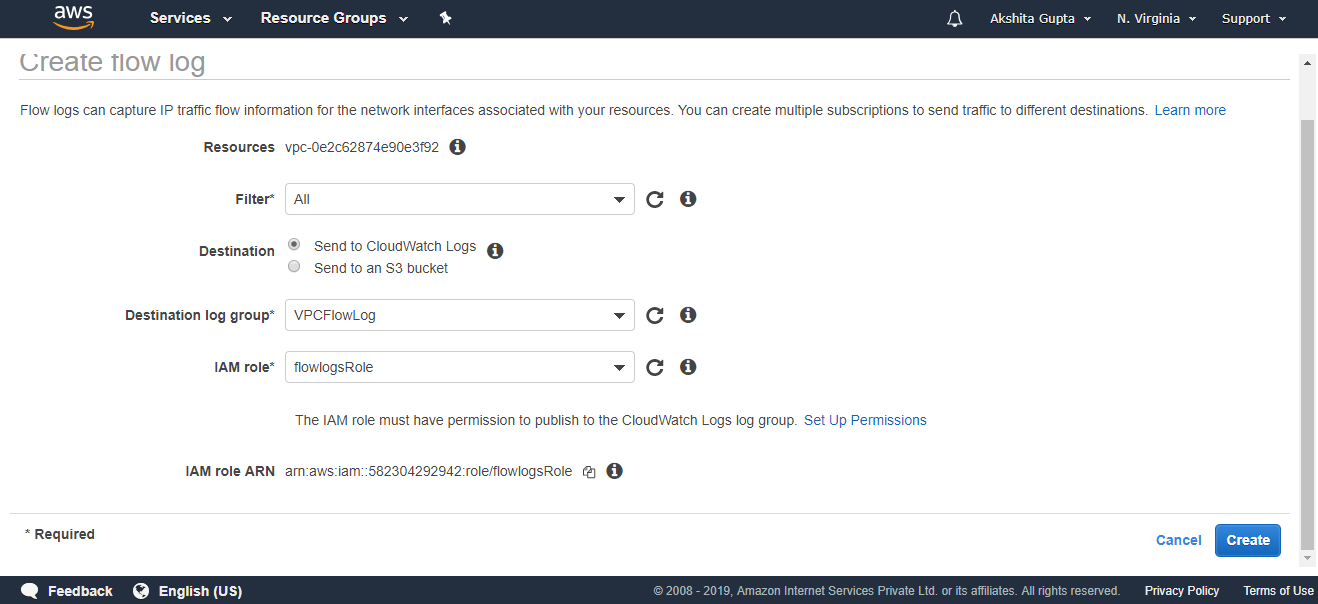 aws Services Resource Groups Akshita Gupta N. Virginia Support
Create flow log
Flow logs can capture IP traffic flow information for the network interfaces associated with your resources. You can create multiple subscriptions to send traffic to different destinations. Learn more
Resources vpc-0e2c62874e90e3f92
Filter* All
Destination Send to CloudWatch Logs
Send to an S3 bucket
Destination log group* VPCFlowLog
IAM role* flowlogsRole
The IAM role must have permission to publish to the CloudWatch Logs log group. Set Up Permissions
IAM role ARN arn:aws:iam::582304292942:role/flowlogsRole
* Required
Cancel Create
Feedback English (US) © 2008 - 2019, Amazon Internet Services Private Ltd. or its affiliates. All rights reserved. Privacy Policy Terms of Use